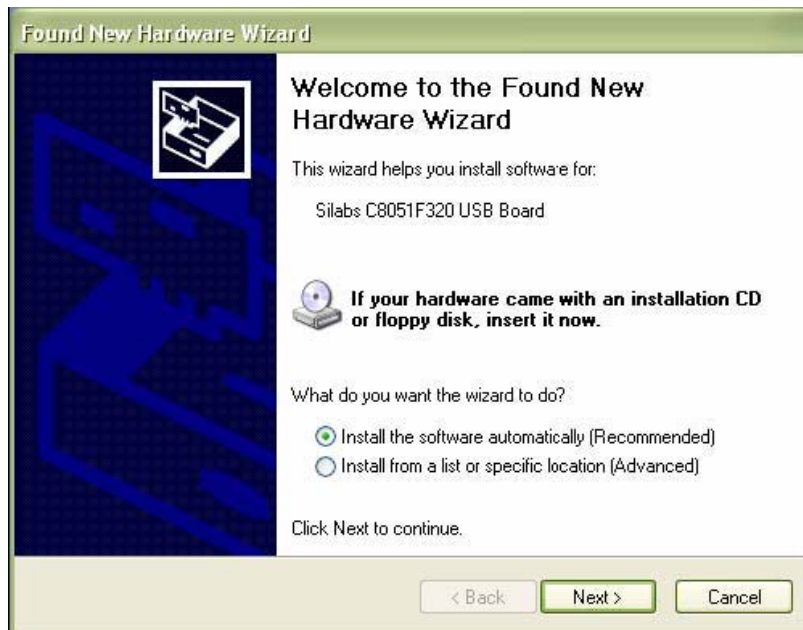 Found New Hardware Wizard
Welcome to the Found New
Hardware Wizard
This wizard helps you install software for:
Silabs C8051F320 USB Board
If your hardware came with an installation CD
or floppy disk, insert it now.
What do you want the wizard to do?
Install the software automatically (Recommended)
Install from a list or specific location (Advanced)
Click Next to continue.
< Back
Next >
Cancel